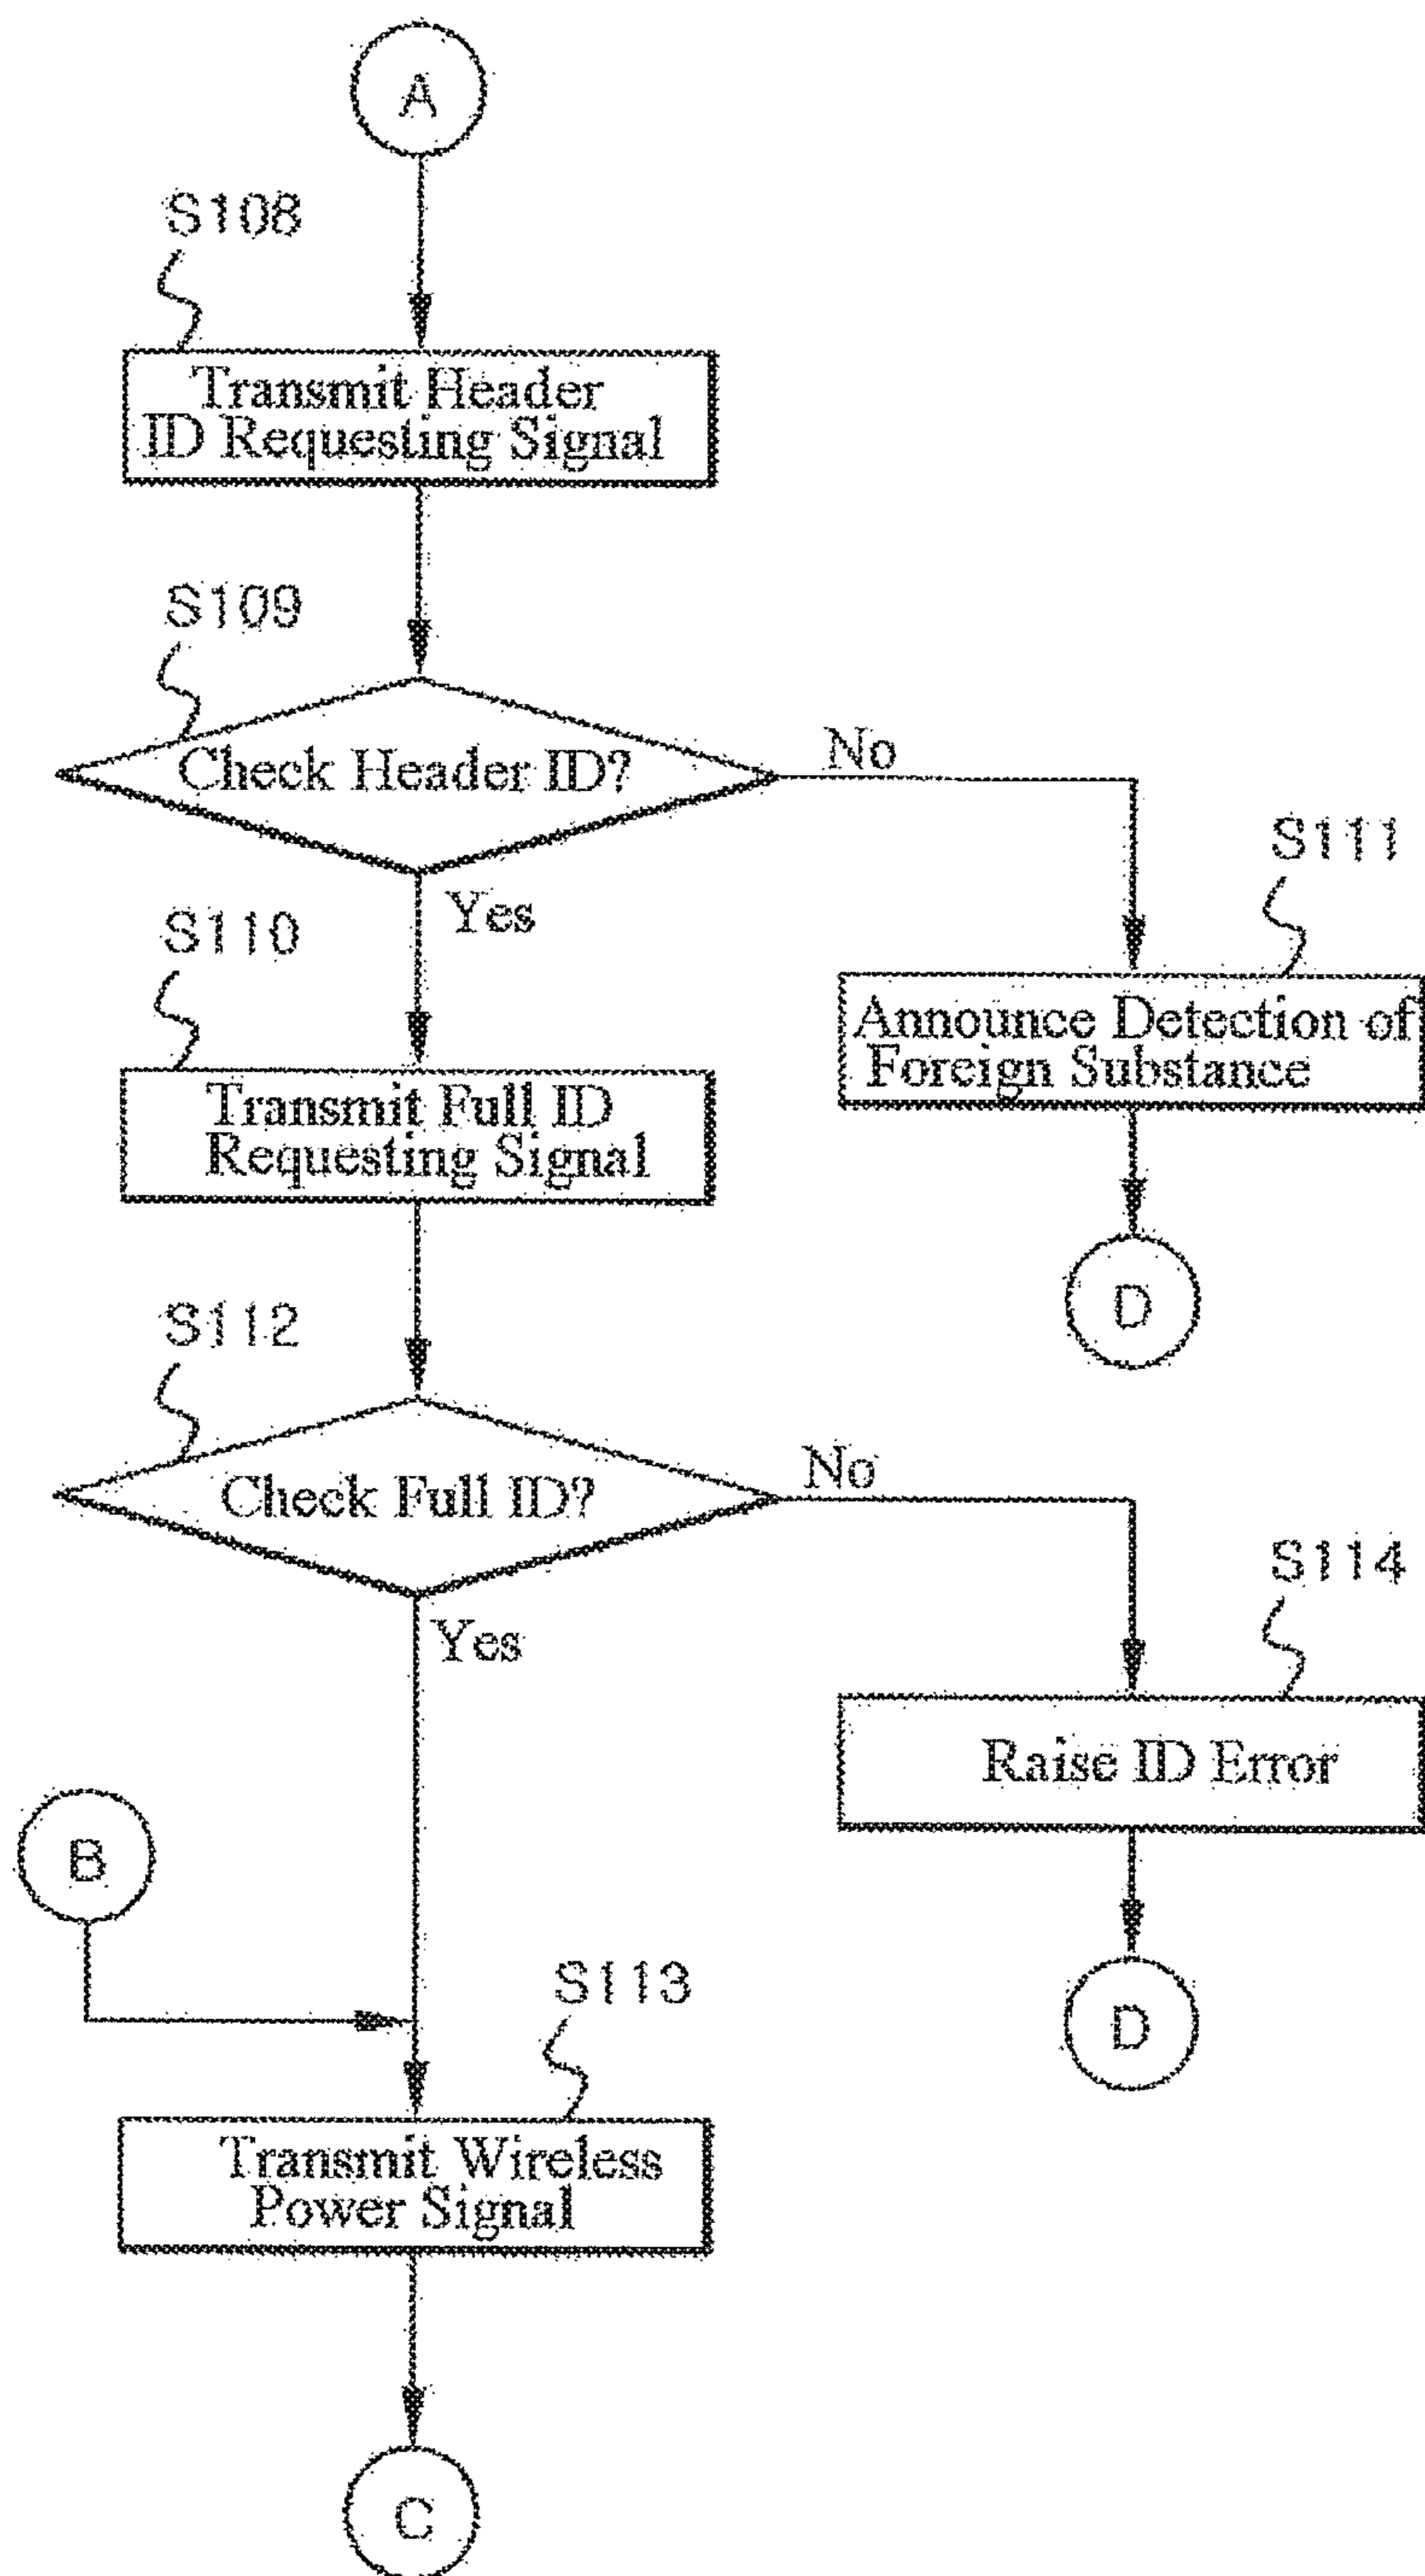 A
S108
Transmit Header
ID Requesting Signal
S109
Check Header ID?
No
Yes
S111
S110
Announce Detection of
Foreign Substance
Transmit Full ID
Requesting Signal
D
S112
Check Full ID?
No
Yes
S114
Raise ID Error
B
S113
D
Transmit Wireless
Power Signal
C